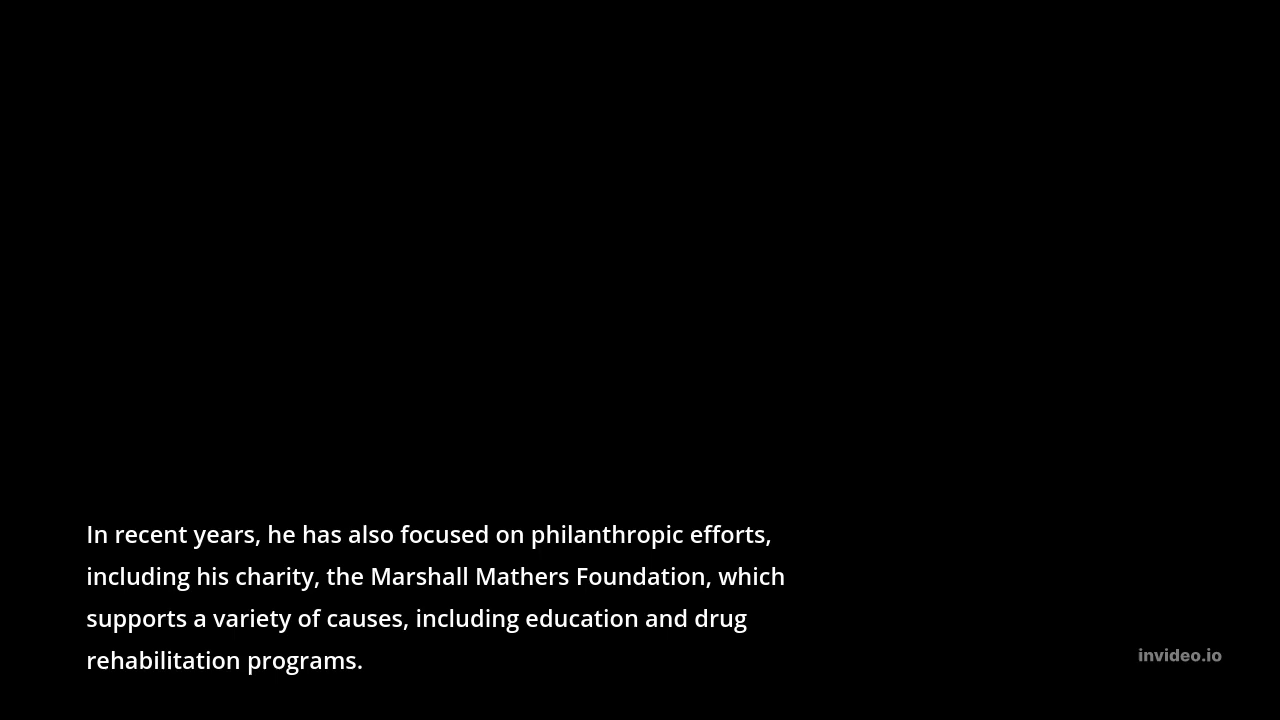 In recent years, he has also focused on philanthropic efforts,
including his charity, the Marshall Mathers Foundation, which
supports a variety of causes, including education and drug
rehabilitation programs.
invideo.io